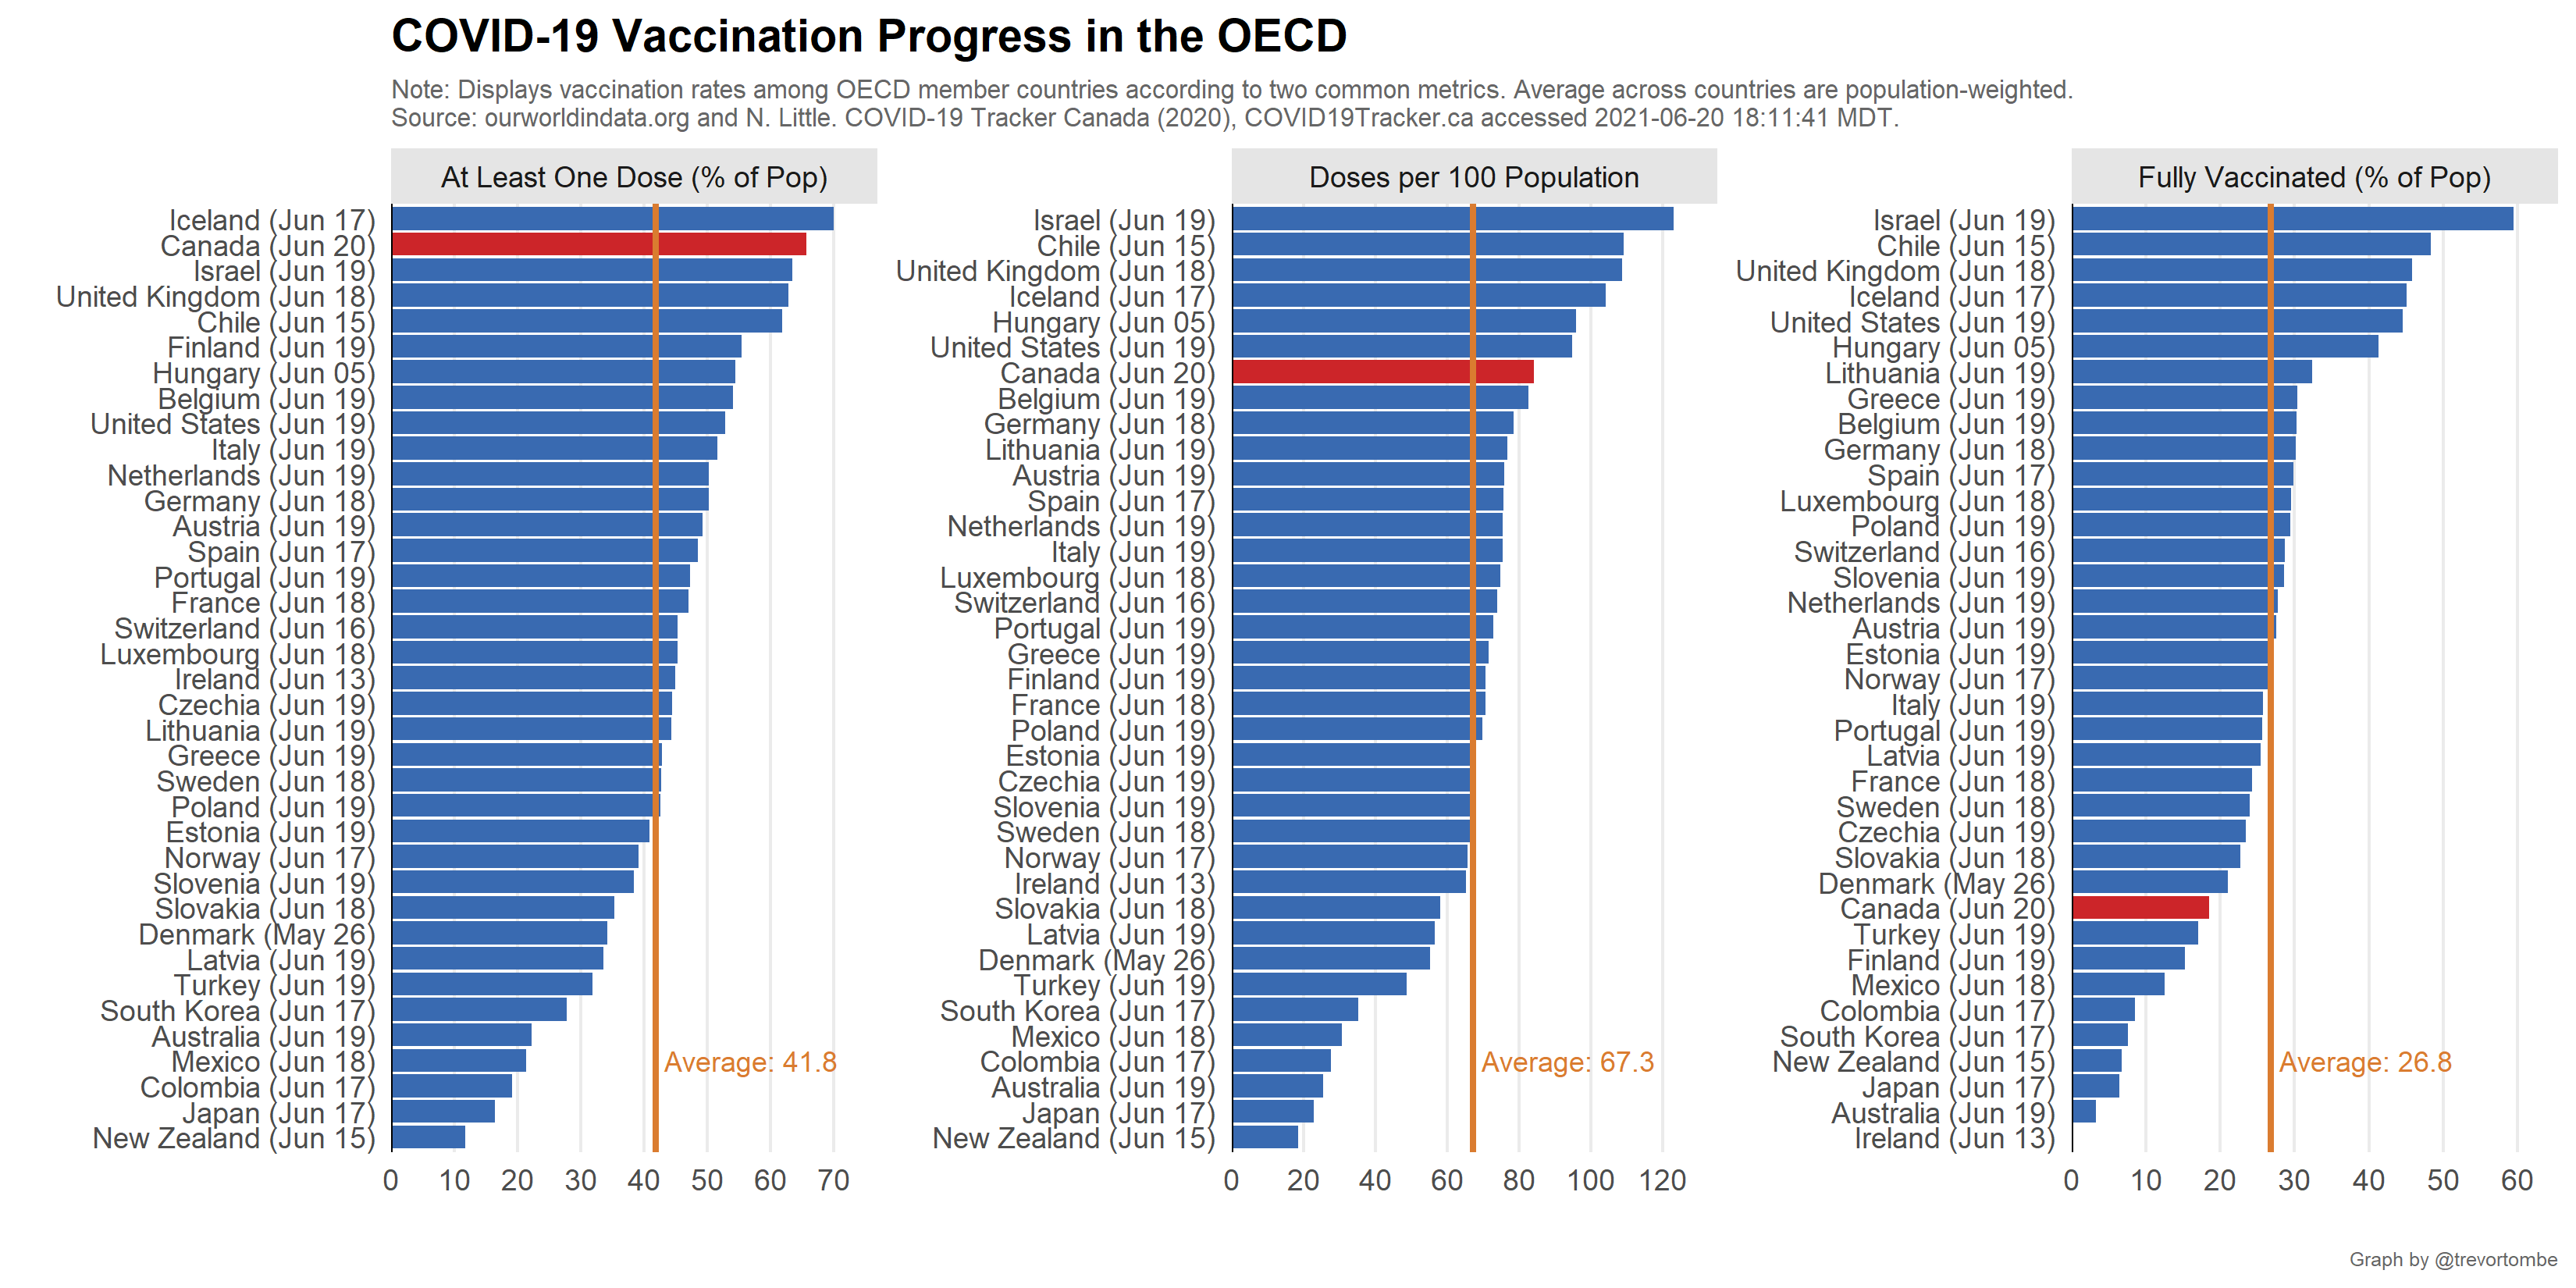 COVID-19 Vaccination Progress in the OECD
Note: Displays vaccination rates among OECD member countries according to two common metrics. Average across countries are population-weighted.
Source: ourworldindata.org and N. Little. COVID-19 Tracker Canada (2020), COVID19Tracker.ca accessed 2021-06-20 18:11:41 MDT.
At Least One Dose (% of Pop)
Iceland (Jun 17)
Canada (Jun 20)
Israel (Jun 19)
United Kingdom (Jun 18)
Chile (Jun 15)
Finland (Jun 19)
Hungary (Jun 05)
Belgium (Jun 19)
United States (Jun 19)
Italy (Jun 19)
Netherlands (Jun 19)
Germany (Jun 18)
Austria (Jun 19)
Spain (Jun 17)
Portugal (Jun 19)
France (Jun 18)
Switzerland (Jun 16)
Luxembourg (Jun 18)
Ireland (Jun 13)
Czechia (Jun 19)
Lithuania (Jun 19)
Greece (Jun 19)
Sweden (Jun 18)
Poland (Jun 19)
Estonia (Jun 19)
Norway (Jun 17)
Slovenia (Jun 19)
Slovakia (Jun 18)
Denmark (May 26)
Latvia (Jun 19)
Turkey (Jun 19)
South Korea (Jun 17)
Australia (Jun 19)
Mexico (Jun 18)
Colombia (Jun 17)
Japan (Jun 17)
New Zealand (Jun 15)
Average: 41.8
0 10 20 30 40 50 60 70
Doses per 100 Population
Israel (Jun 19)
Chile (Jun 15)
United Kingdom (Jun 18)
Iceland (Jun 17)
Hungary (Jun 05)
United States (Jun 19)
Canada (Jun 20)
Belgium (Jun 19)
Germany (Jun 18)
Lithuania (Jun 19)
Austria (Jun 19)
Spain (Jun 17)
Netherlands (Jun 19)
Italy (Jun 19)
Luxembourg (Jun 18)
Switzerland (Jun 16)
Portugal (Jun 19)
Greece (Jun 19)
Finland (Jun 19)
France (Jun 18)
Poland (Jun 19)
Estonia (Jun 19)
Czechia (Jun 19)
Slovenia (Jun 19)
Sweden (Jun 18)
Norway (Jun 17)
Ireland (Jun 13)
Slovakia (Jun 18)
Latvia (Jun 19)
Denmark (May 26)
Turkey (Jun 19)
South Korea (Jun 17)
Mexico (Jun 18)
Colombia (Jun 17)
Australia (Jun 19)
Japan (Jun 17)
New Zealand (Jun 15)
Average: 67.3
0 20 40 60 80 100 120
Fully Vaccinated (% of Pop)
Israel (Jun 19)
Chile (Jun 15)
United Kingdom (Jun 18)
Iceland (Jun 17)
United States (Jun 19)
Hungary (Jun 05)
Lithuania (Jun 19)
Greece (Jun 19)
Belgium (Jun 19)
Germany (Jun 18)
Spain (Jun 17)
Luxembourg (Jun 18)
Poland (Jun 19)
Switzerland (Jun 16)
Slovenia (Jun 19)
Netherlands (Jun 19)
Austria (Jun 19)
Estonia (Jun 19)
Norway (Jun 17)
Italy (Jun 19)
Portugal (Jun 19)
Latvia (Jun 19)
France (Jun 18)
Sweden (Jun 18)
Czechia (Jun 19)
Slovakia (Jun 18)
Denmark (May 26)
Canada (Jun 20)
Turkey (Jun 19)
Finland (Jun 19)
Mexico (Jun 18)
Colombia (Jun 17)
South Korea (Jun 17)
New Zealand (Jun 15)
Japan (Jun 17)
Australia (Jun 19)
Ireland (Jun 13)
Average: 26.8
0 10 20 30 40 50 60
Graph by @trevortombe